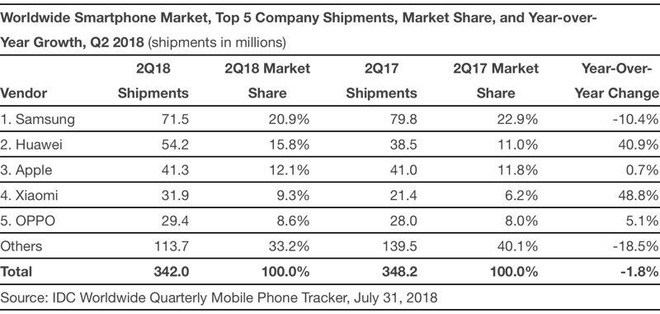 Worldwide Smartphone Market, Top 5 Company Shipments, Market Share, and Year-over-
Year Growth, Q2 2018 (shipments in millions)
2Q18 2Q18 Market 2Q17 2Q17 Market Year-Over-
Vendor Shipments Share Shipments Share Year Change
1. Samsung 71.5 20.9% 79.8 22.9% -10.4%
2. Huawei 54.2 15.8% 38.5 11.0% 40.9%
3. Apple 41.3 12.1% 41.0 11.8% 0.7%
4. Xiaomi 31.9 9.3% 21.4 6.2% 48.8%
5. OPPO 29.4 8.6% 28.0 8.0% 5.1%
Others 113.7 33.2% 139.5 40.1% -18.5%
Total 342.0 100.0% 348.2 100.0% -1.8%
Source: IDC Worldwide Quarterly Mobile Phone Tracker, July 31, 2018